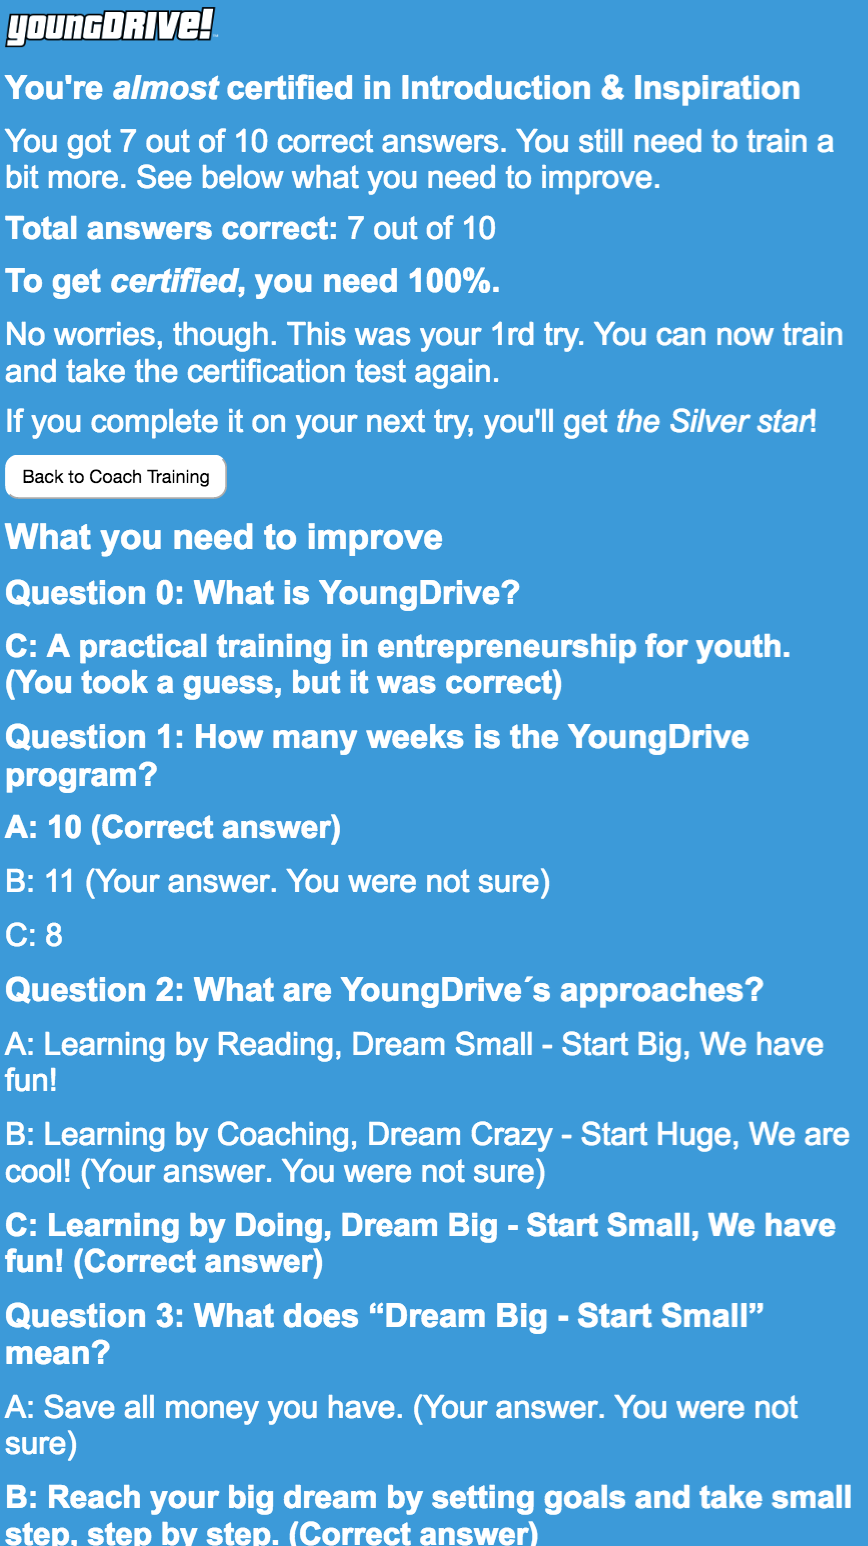 youngDRIVE!
You're almost certified in Introduction & Inspiration
You got 7 out of 10 correct answers. You still need to train a
bit more. See below what you need to improve.
Total answers correct: 7 out of 10
To get certified, you need 100%.
No worries, though. This was your 1rd try. You can now train
and take the certification test again.
If you complete it on your next try, you'll get the Silver star!
Back to Coach Training
What you need to improve
Question 0: What is YoungDrive?
C: A practical training in entrepreneurship for youth.
(You took a guess, but it was correct)
Question 1: How many weeks is the YoungDrive
program?
A: 10 (Correct answer)
B: 11 (Your answer. You were not sure)
C: 8
Question 2: What are YoungDrive´s approaches?
A: Learning by Reading, Dream Small - Start Big, We have
fun!
B: Learning by Coaching, Dream Crazy - Start Huge, We are
cool! (Your answer. You were not sure)
C: Learning by Doing, Dream Big - Start Small, We have
fun! (Correct answer)
Question 3: What does “Dream Big - Start Small”
mean?
A: Save all money you have. (Your answer. You were not
sure)
B: Reach your big dream by setting goals and take small
step, step by step. (Correct answer)